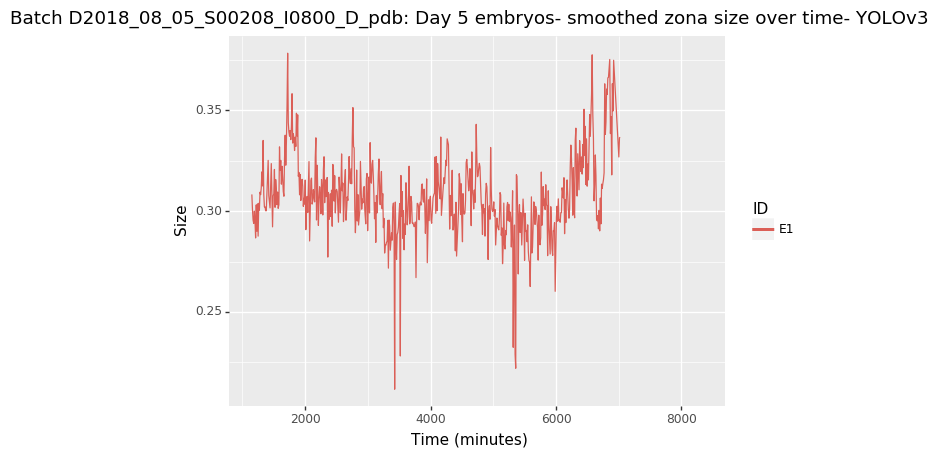 Batch D2018_08_05_S00208_I0800_D_pdb: Day 5 embryos- smoothed zona size over time- YOLOv3
0.35
0.30
0.25
Size
2000 4000 6000 8000
Time (minutes)
ID
E1